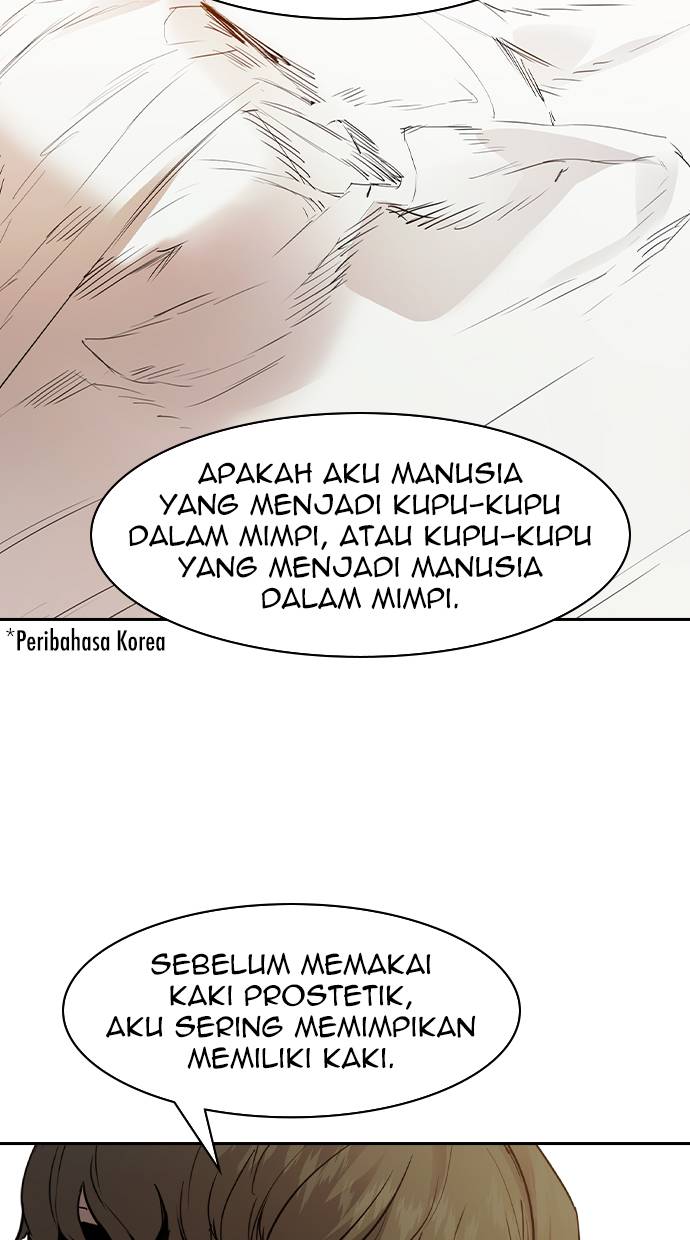 APAKAH AKU MANUSIA
YANG MENJADI KUPU-KUPU
DALAM MIMPI, ATAU KUPU-KUPU
YANG MENJADI MANUSIA
DALAM MIMPI.
*Peribahasa Korea
SEBELUM MEMAKAI
KAKI PROSTETIK,
AKU SERING MEMIMPIKAN
MEMILIKI KAKI.